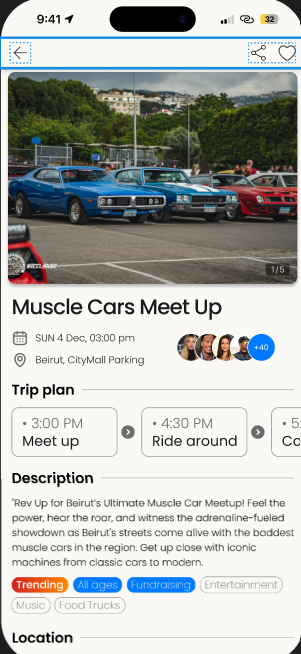 9:41
32
WHEELHAUS
1/5
Muscle Cars Meet Up
SUN 4 Dec, 03:00 pm
Beirut, CityMall Parking
+40
Trip plan
• 3:00 PM
Meet up
• 4:30 PM
Ride around
• 5:
Co
Description
"Rev Up for Beirut's Ultimate Muscle Car Meetup! Feel the
power, hear the roar, and witness the adrenaline-fueled
showdown as Beirut's streets come alive with the baddest
muscle cars in the region. Get up close with iconic
machines from classic cars to modern.
Trending All ages Fundraising Entertainment
Music Food Trucks
Location